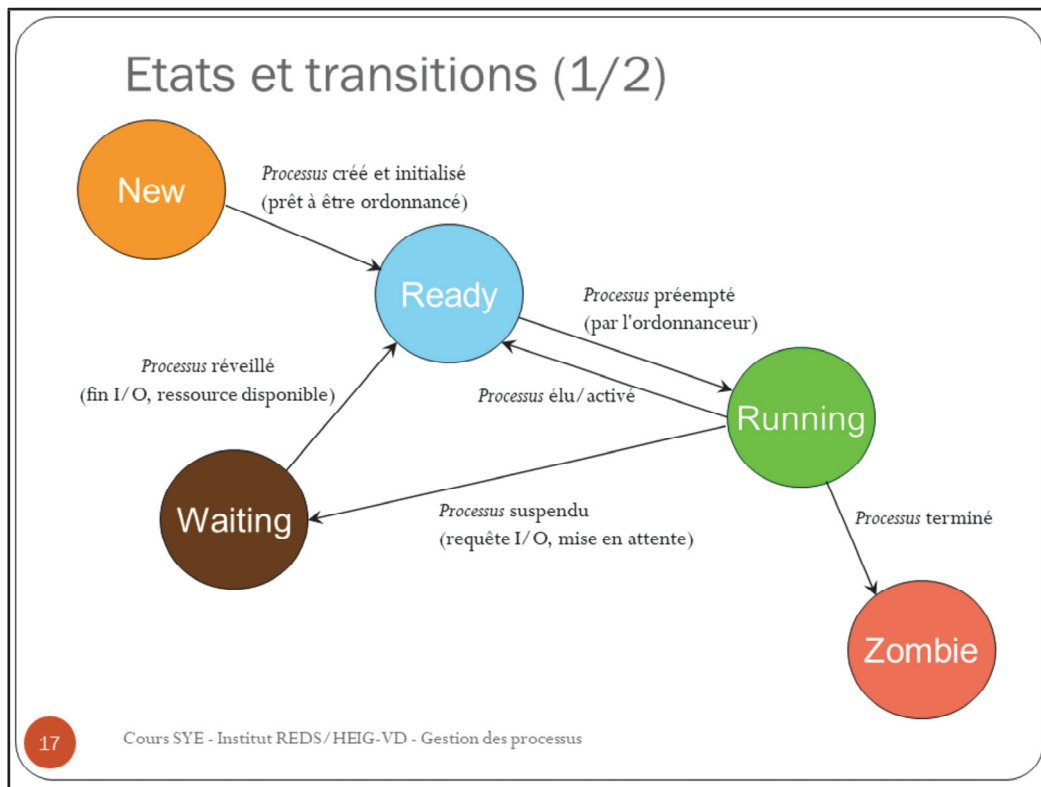 Etats et transitions (1/2)
New
Processus créé et initialisé
(prêt à être ordonnancé)
Ready
Processus préempté
(par l'ordonnanceur)
Processus réveillé
(fin I/O, ressource disponible)
Processus élu/activé
Running
Waiting
Processus suspendu
(requête I/O, mise en attente)
Processus terminé
Zombie
17
Cours SYE - Institut REDS/HEIG-VD - Gestion des processus